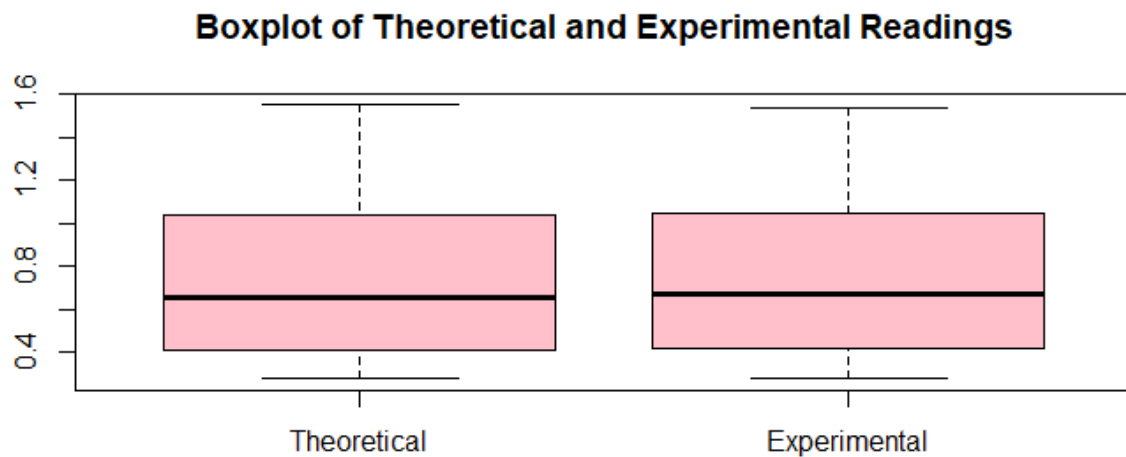 Boxplot of Theoretical and Experimental Readings
1.6
1.2
0.8
0.4
Theoretical Experimental